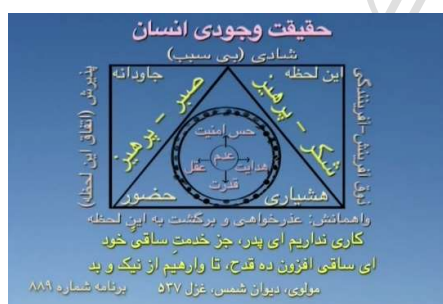 حقیقت وجودی انسان
شادی (بی سبب)
جاودانه
این لحظه
پذیرش (اتفاق این لحظه)
صبر - پرهیز
شکر - پرهیز
ذوق آفرینش-آفرینندگی
حس امنیت
عقل
عدم
هدایت
قدرت
حضور
هشیاری
واهمانش: عذرخواهی و برگشت به این لحظه
کاری نداریم ای پدر، جز خدمتِ ساقیِّ خود
ای ساقی افزون ده قدح، تا وارهیم از نیک و بد
مولوی، دیوان شمس، غزل ۵۳۷
برنامه شماره ۸۸۹